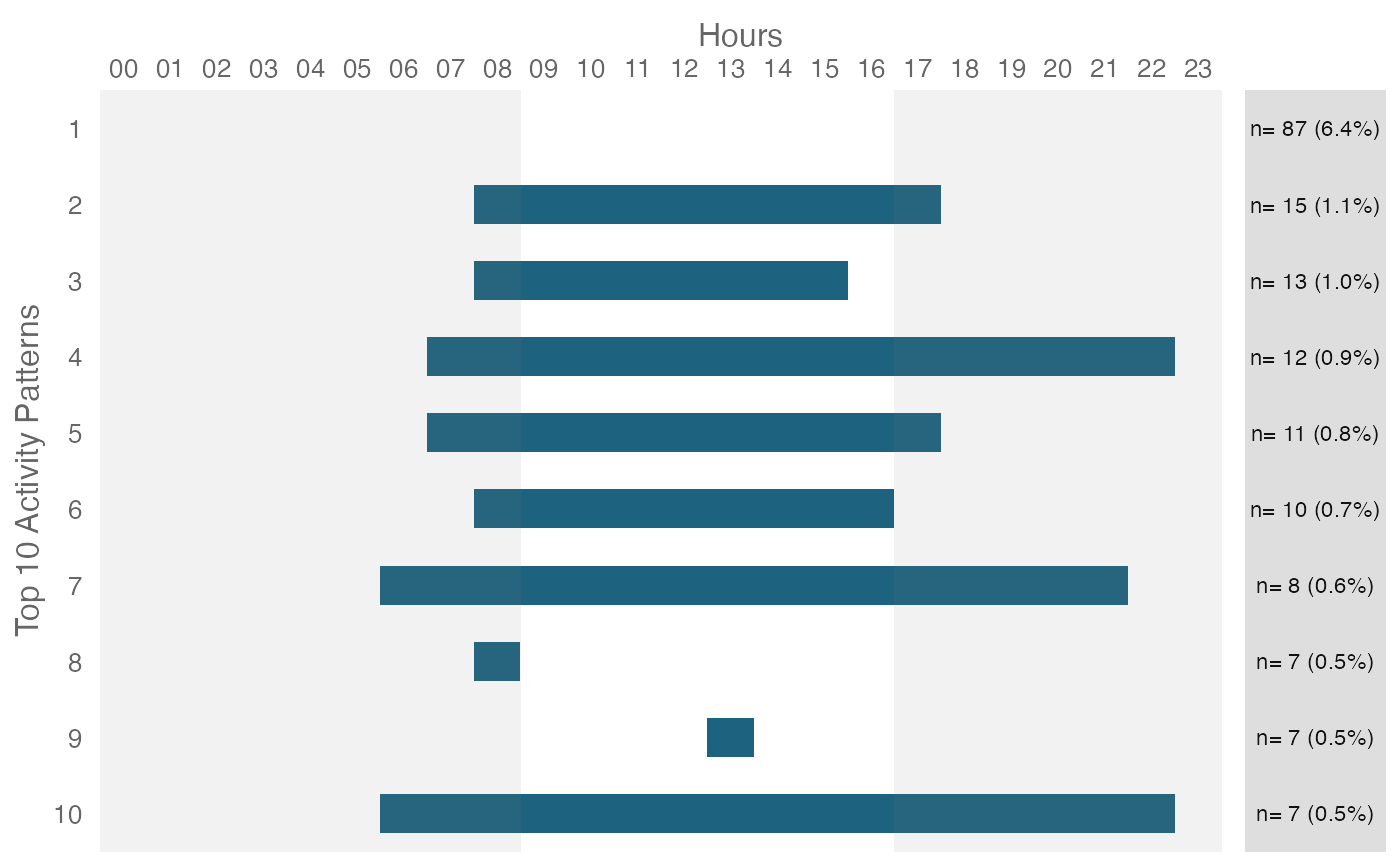 Hours
00 01 02 03 04 05 06 07 08 09 10 11 12 13 14 15 16 17 18 19 20 21 22 23
Top 10 Activity Patterns
1 n= 87 (6.4%)
2 n= 15 (1.1%)
3 n= 13 (1.0%)
4 n= 12 (0.9%)
5 n= 11 (0.8%)
6 n= 10 (0.7%)
7 n= 8 (0.6%)
8 n= 7 (0.5%)
9 n= 7 (0.5%)
10 n= 7 (0.5%)